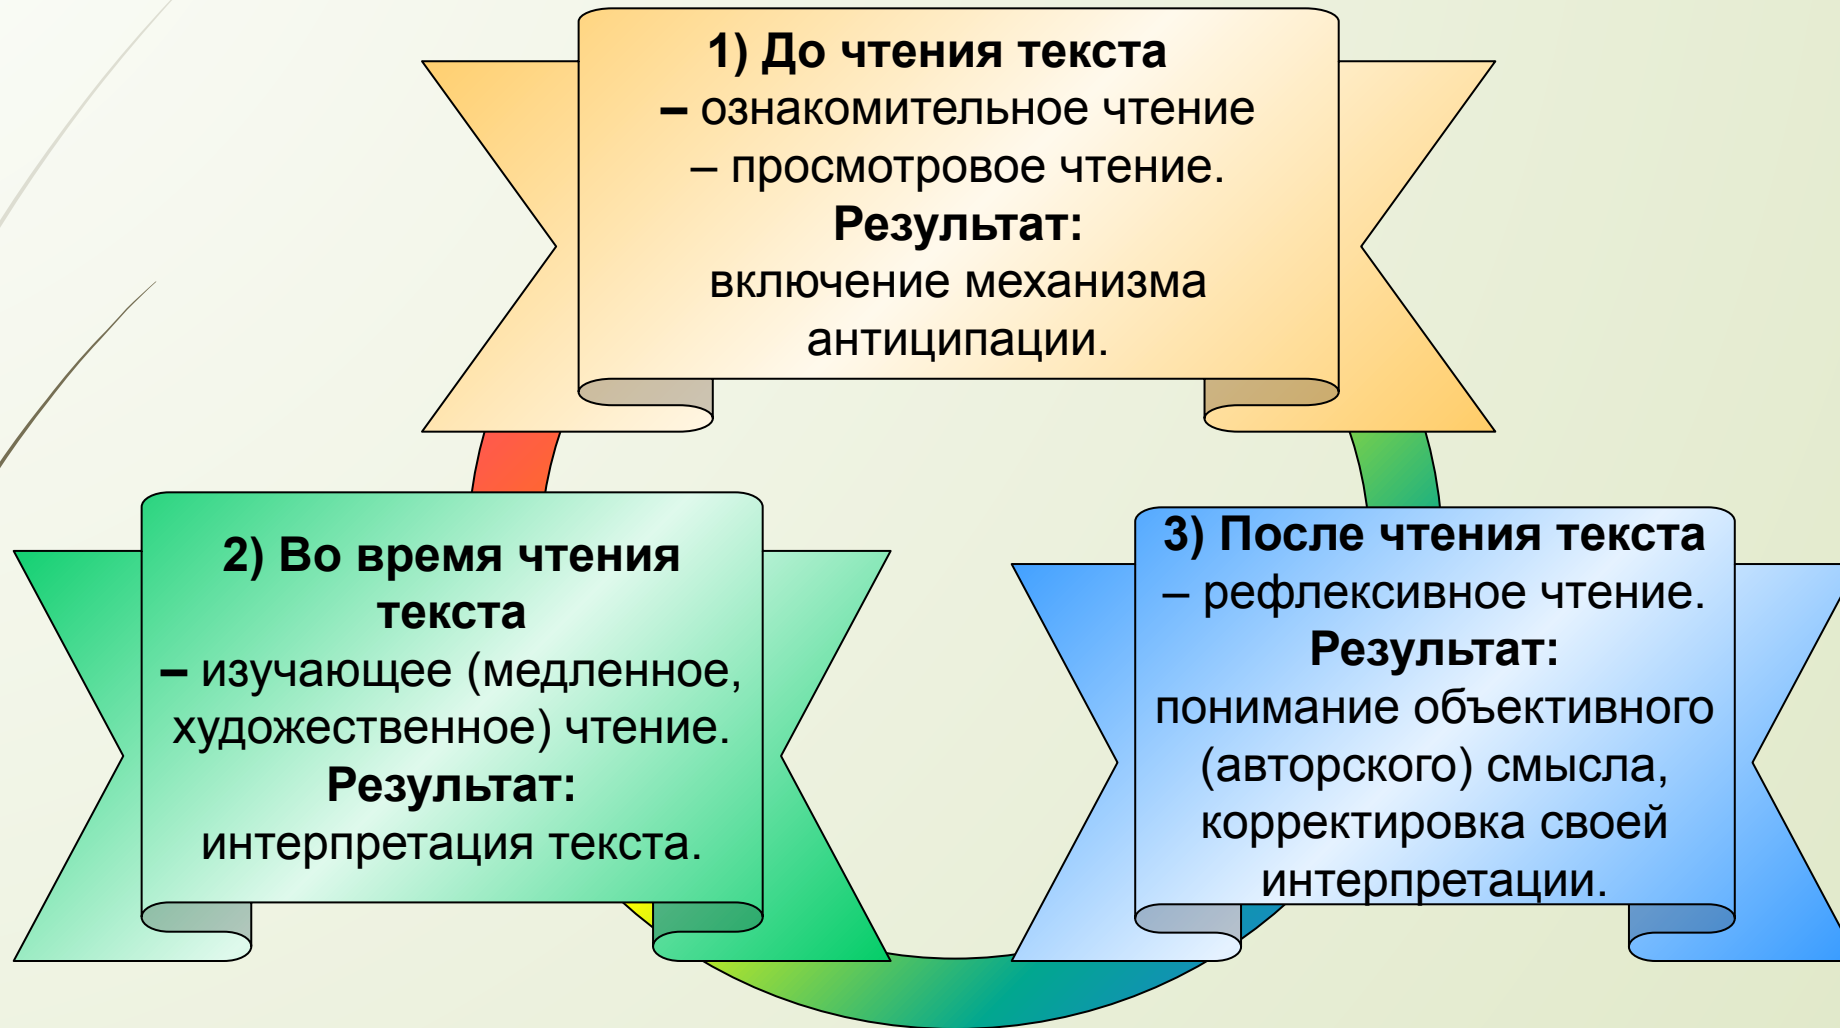 1) До чтения текста
– ознакомительное чтение
– просмотровое чтение.
Результат:
включение механизма
антиципации.
2) Во время чтения
текста
– изучающее (медленное,
художественное) чтение.
Результат:
интерпретация текста.
3) После чтения текста
– рефлексивное чтение.
Результат:
понимание объективного
(авторского) смысла,
корректировка своей
интерпретации.